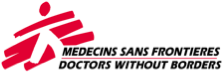 MEDECINS SANS FRONTIERES
DOCTORS WITHOUT BORDERS